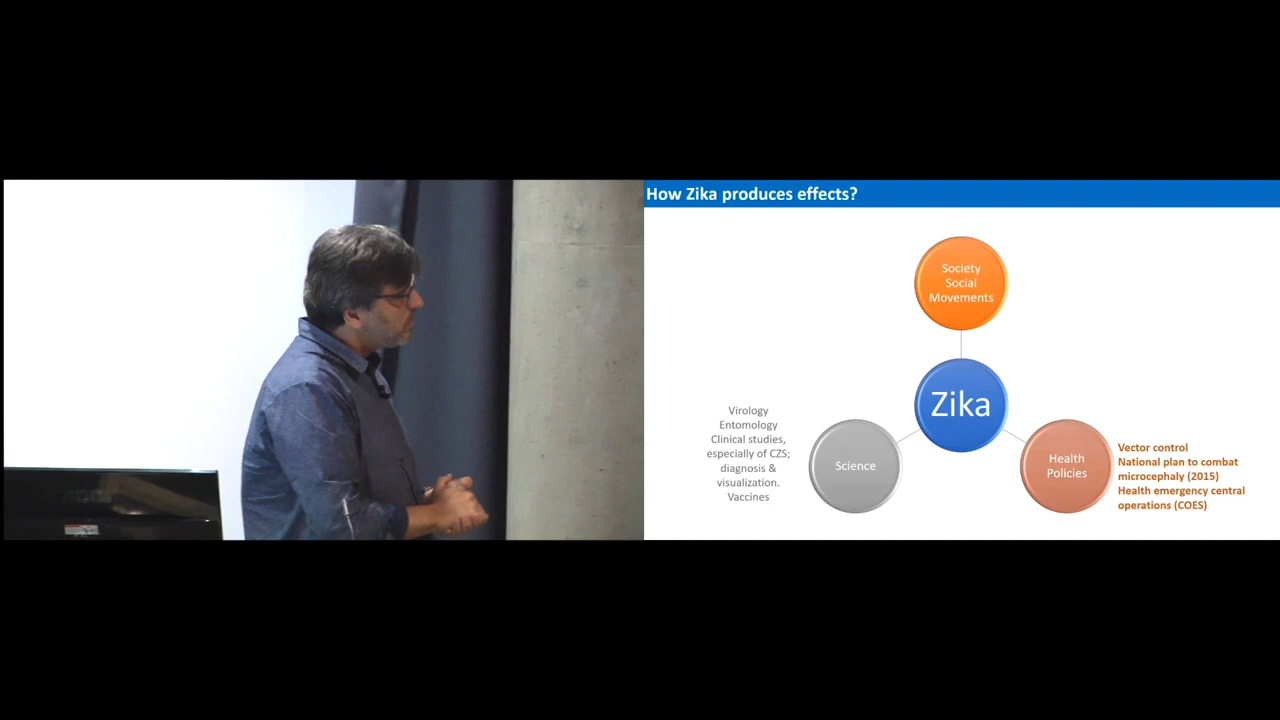 How Zika produces effects?
Society
Social
Movements
Zika
Virology
Entomology
Clinical studies,
especially of CZS;
diagnosis &
visualization.
Vaccines
Science
Health
Policies
Vector control
National plan to combat
microcephaly (2015)
Health emergency central
operations (COES)